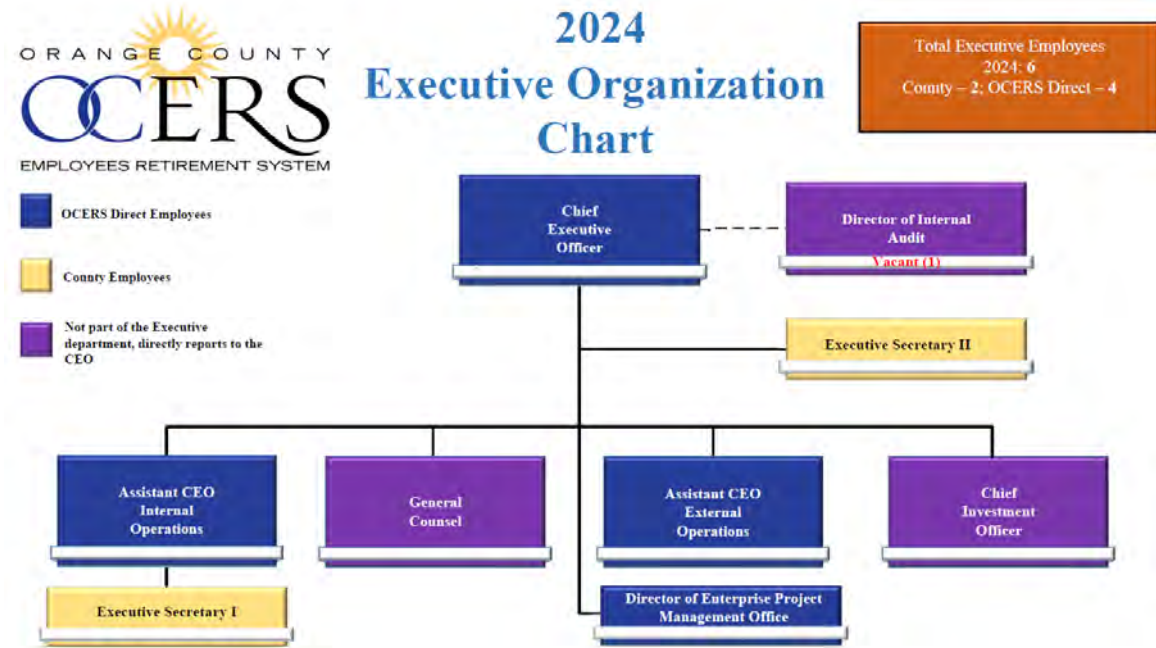 ORANGE COUNTY
OCERS
EMPLOYEES RETIREMENT SYSTEM
2024
Executive Organization
Chart
Total Executive Employees
2024: 6
County – 2; OCERS Direct – 4
OCERS Direct Employees
County Employees
Not part of the Executive
department, directly reports to the
CEO
Chief
Executive
Officer
Director of Internal
Audit
Vacant (1)
Executive Secretary II
Assistant CEO
Internal
Operations
General
Counsel
Assistant CEO
External
Operations
Chief
Investment
Officer
Executive Secretary I
Director of Enterprise Project
Management Office